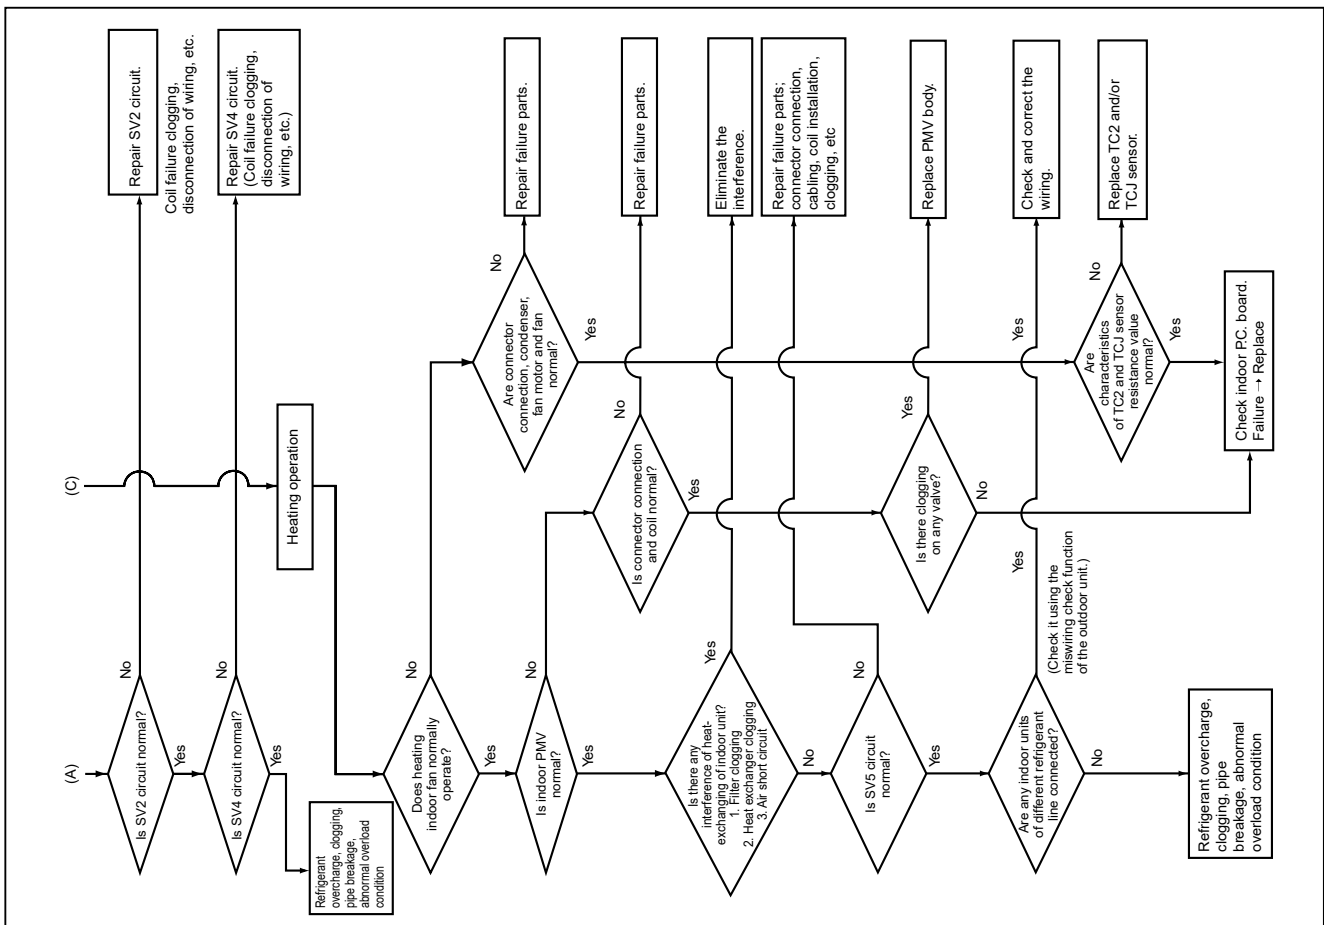 (A)
Is SV2 circuit normal?
No
Repair SV2 circuit.
Coil failure clogging,
disconnection of wiring, etc.
Yes
Is SV4 circuit normal?
No
Repair SV4 circuit.
(Coil failure clogging,
disconnection of
wiring, etc.)
Yes
Refrigerant
overcharge, clogging,
pipe breakage,
abnormal overload
condition
(C)
Heating operation
Does heating
indoor fan normally
operate?
No
Are connector
connection, condenser,
fan motor and fan
normal?
No
Repair failure parts.
Yes
Yes
Is indoor PMV
normal?
No
Is connector connection
and coil normal?
No
Repair failure parts.
Yes
Yes
Is there any
interference of heat-
exchanging of indoor unit?
1. Filter clogging
2. Heat exchanger clogging
3. Air short circuit
Yes
Eliminate the
interference.
No
Is SV5 circuit
normal?
No
Repair failure parts;
connector connection,
cabling, coil installation,
clogging, etc
Yes
Is there clogging
on any valve?
Yes
Replace PMV body.
No
Are any indoor units
of different refrigerant
line connected?
Yes
(Check it using the
miswiring check function
of the outdoor unit.)
Yes
Check and correct the
wiring.
No
Are
characteristics
of TC2 and TCJ sensor
resistance value
normal?
No
Replace TC2 and/or
TCJ sensor.
Yes
Refrigerant overcharge,
clogging, pipe
breakage, abnormal
overload condition
Check indoor P.C. board.
Failure → Replace